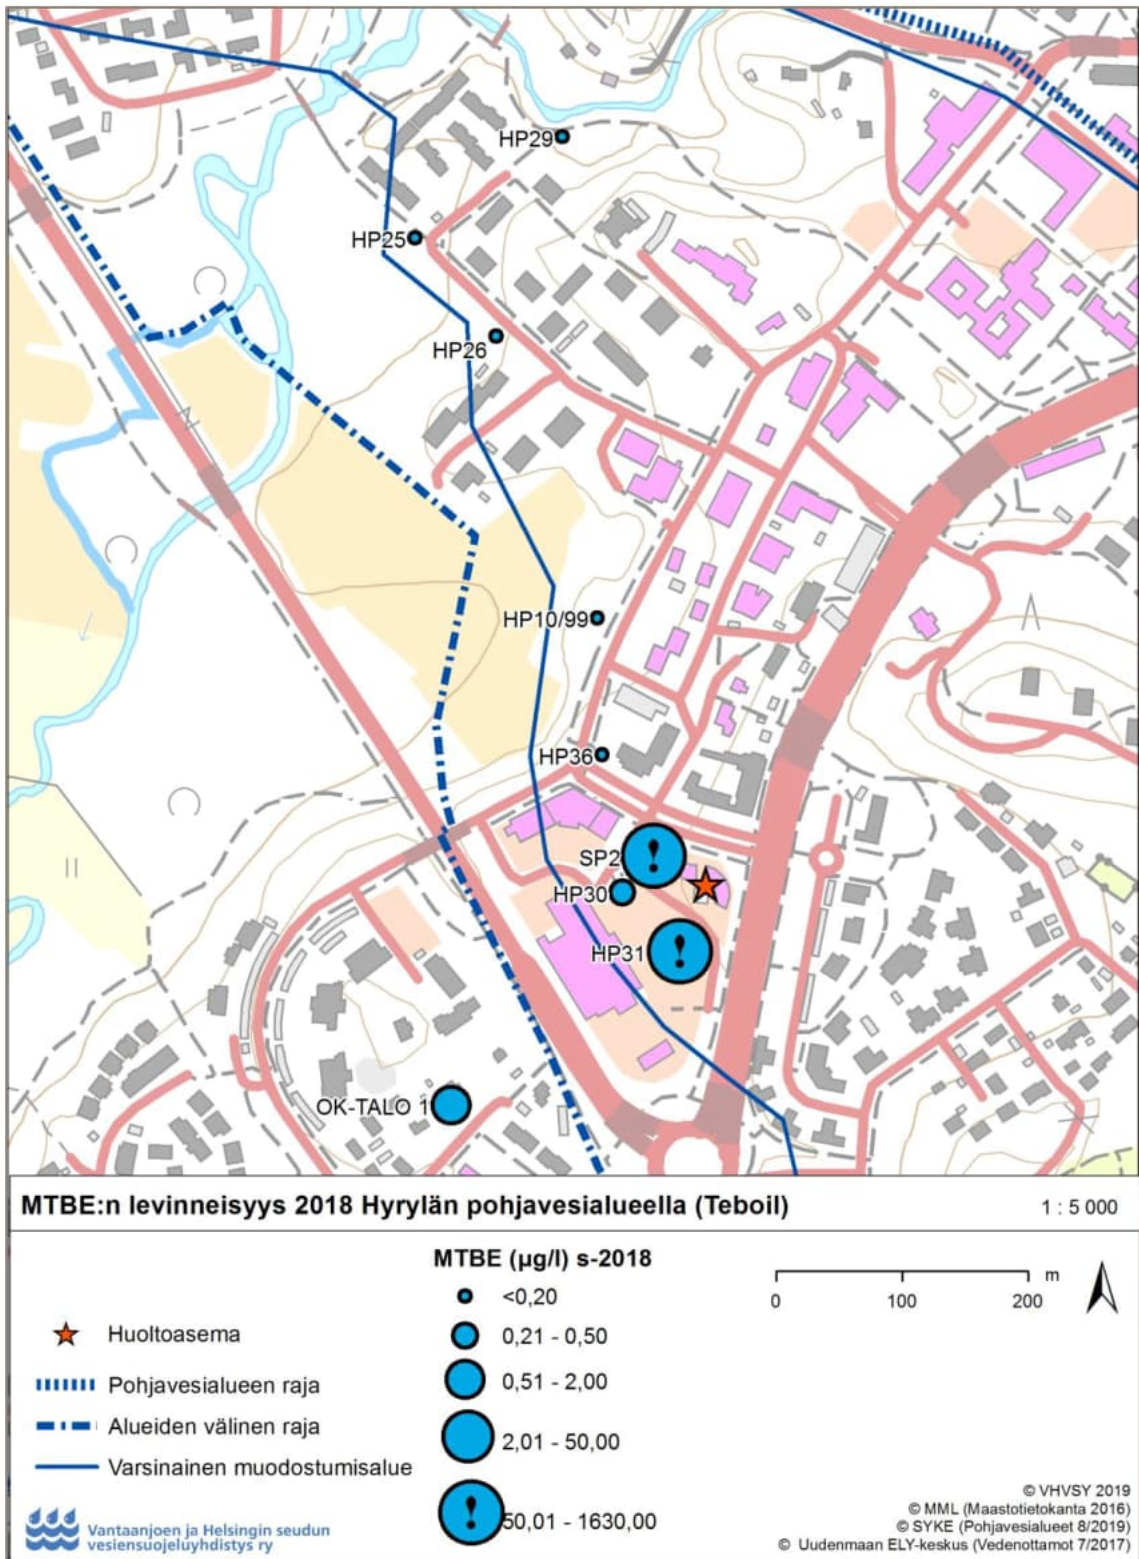 HP29
HP25
HP26
4
HP10/99
HP36
SP2
HP30
HP31
OK-TALO 1
MTBE:n levinneisyys 2018 Hyrylän pohjavesialueella (Teboil)
1 : 5 000
Huoltoasema
Pohjavesialueen raja
Alueiden välinen raja
Varsinainen muodostumisalue
MTBE (µg/l) s-2018
<0,20
0,21 - 0,50
0,51 - 2,00
2,01 - 50,00
50,01 - 1630,00
m
0 100 200
Vantaanjoen ja Helsingin seudun
vesiensuojeluyhdistys ry
© VHVSY 2019
© MML (Maastotietokanta 2016)
© SYKE (Pohjavesialueet 8/2019)
© Uudenmaan ELY-keskus (Vedenottamot 7/2017)